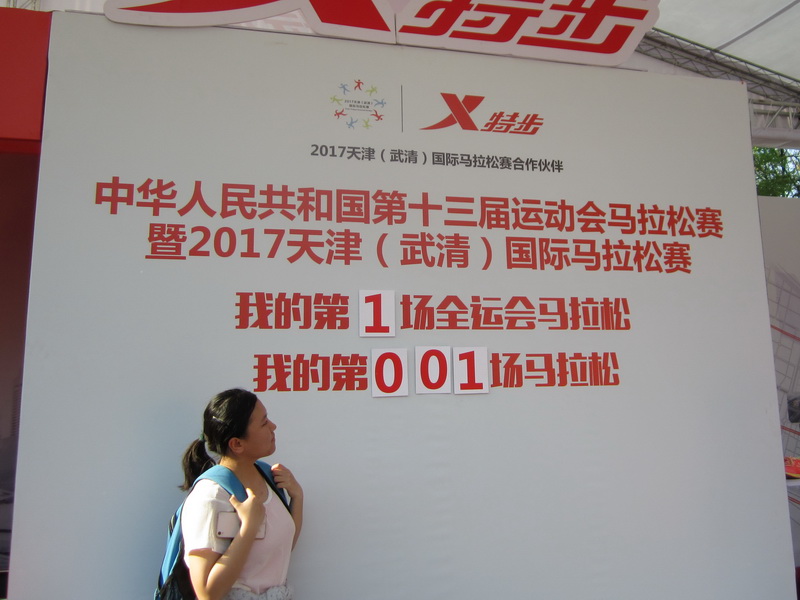 X特步
X特步
2017天津（武清）国际马拉松赛合作伙伴
中华人民共和国第十三届运动会马拉松赛
暨2017天津（武清）国际马拉松赛
我的第1场全运会马拉松
我的第001场马拉松